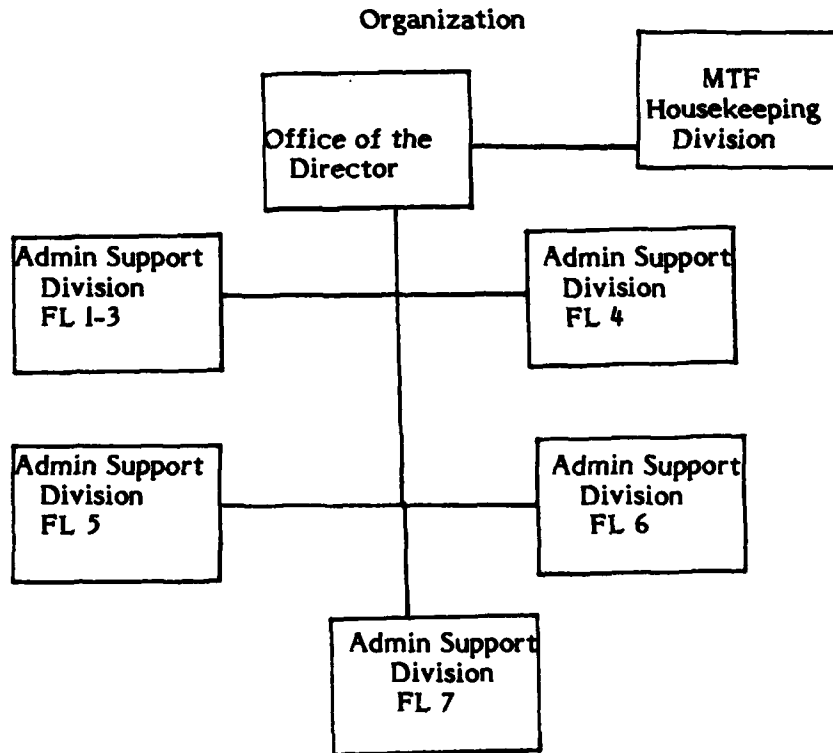 Organization
MTF
Housekeeping
Division
Office of the
Director
Admin Support
Division
FL 1-3
Admin Support
Division
FL 4
Admin Support
Division
FL 5
Admin Support
Division
FL 6
Admin Support
Division
FL 7